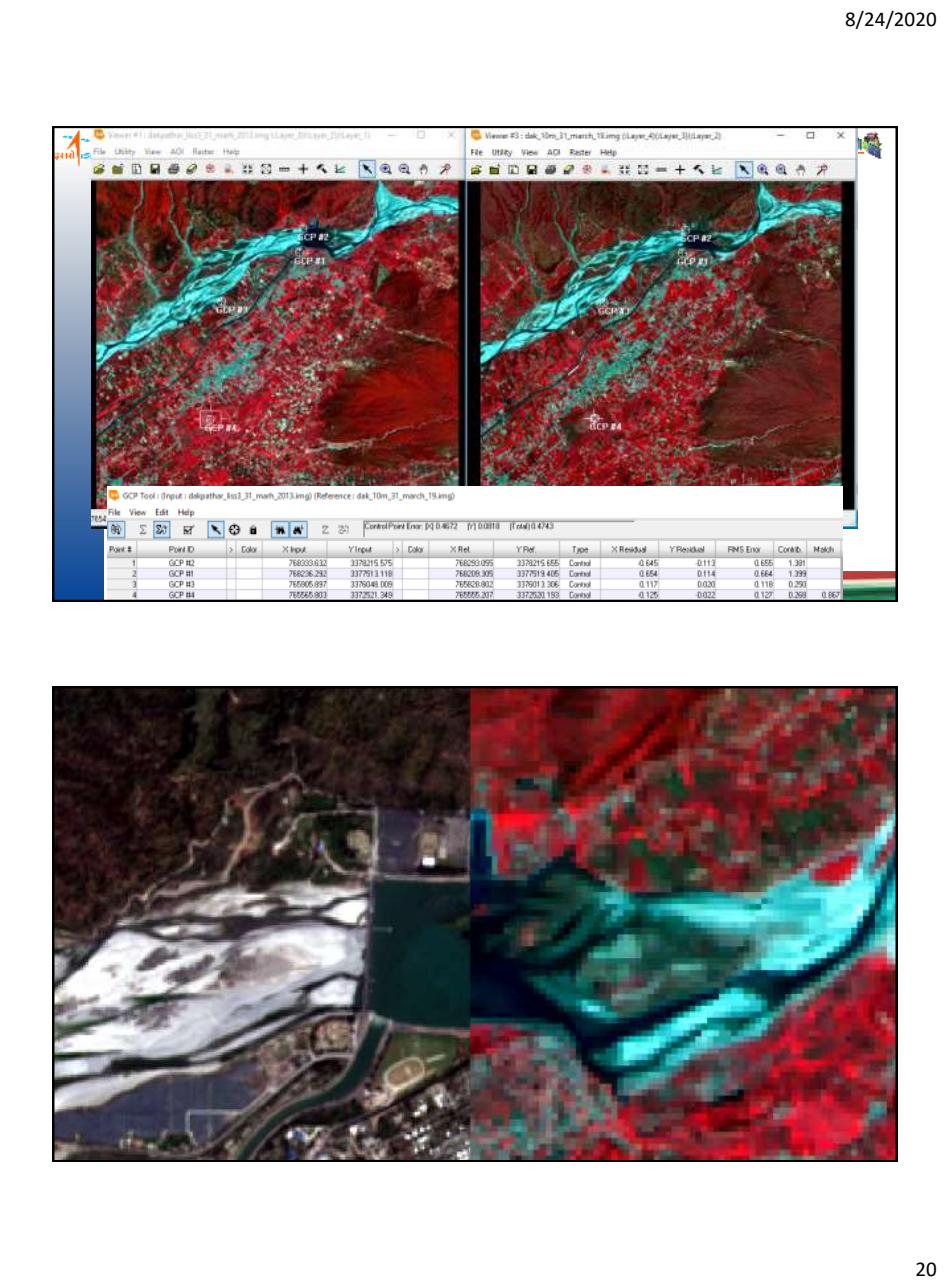 8/24/2020
Viewer #1 : dakpathar_liss3_31_marh_2013.img (:Layer_3)(:Layer_2)(:Layer_1)
Viewer #3 : dak_10m_31_march_19.img (:Layer_4)(:Layer_3)(:Layer_2)
File Utility View AOI Raster Help
File Utility View AOI Raster Help
GCP #2
GCP #1
GCP #3
GCP #4
GCP #2
GCP #1
GCP #3
GCP #4
GCP Tool : (Input : dakpathar_liss3_31_marh_2013.img) (Reference : dak_10m_31_march_19.img)
File View Edit Help
Control Point Error: (X) 0.4672 (Y) 0.0818 (Total) 0.4743
Point # Point ID > Color X Input Y Input > Color X Ref. Y Ref. Type X Residual Y Residual RMS Error Contrib. Match
1 GCP #2 768333.632 3378215.575 768293.055 3378215.655 Control -0.645 -0.113 0.655 1.381
2 GCP #1 768236.292 3377513.118 768209.305 3377519.405 Control 0.654 0.114 0.664 1.399
3 GCP #3 3376048.009 765828.802 3376013.306 Control 0.117 0.020 0.118 0.250
4 GCP #4 765565.803 3372521.349 765555.207 3372520.193 Control -0.125 -0.022 0.127 0.268 0.867
20